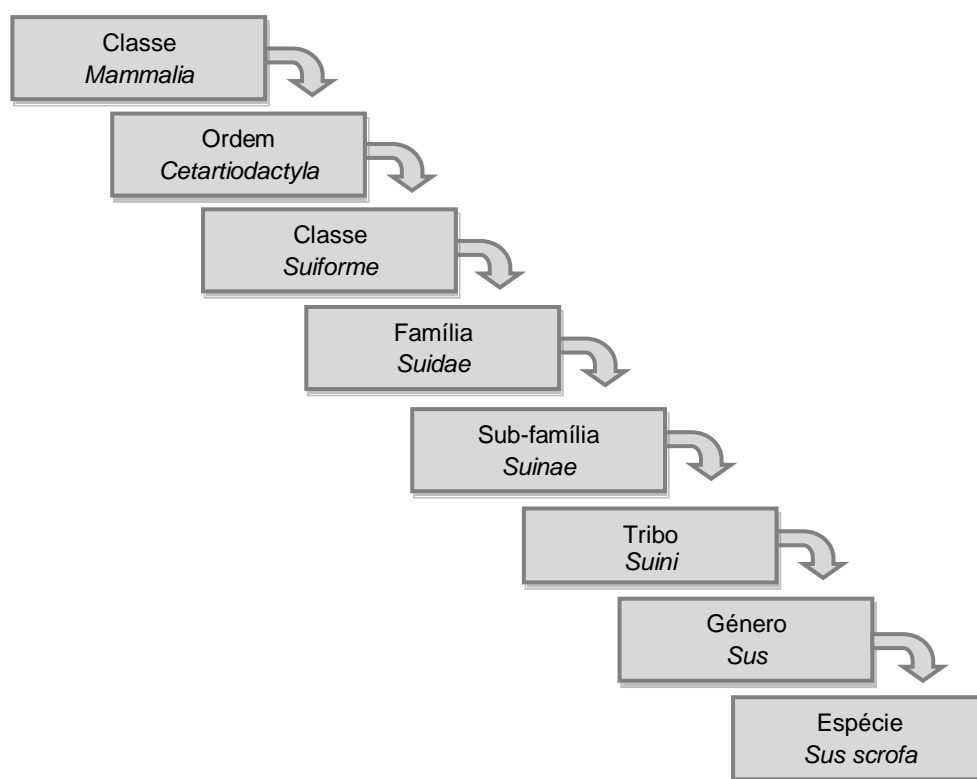 Classe
Mammalia
Ordem
Cetartiodactyla
Classe
Suiforme
Família
Suidae
Sub-família
Suinae
Tribo
Suini
Género
Sus
Espécie
Sus scrofa